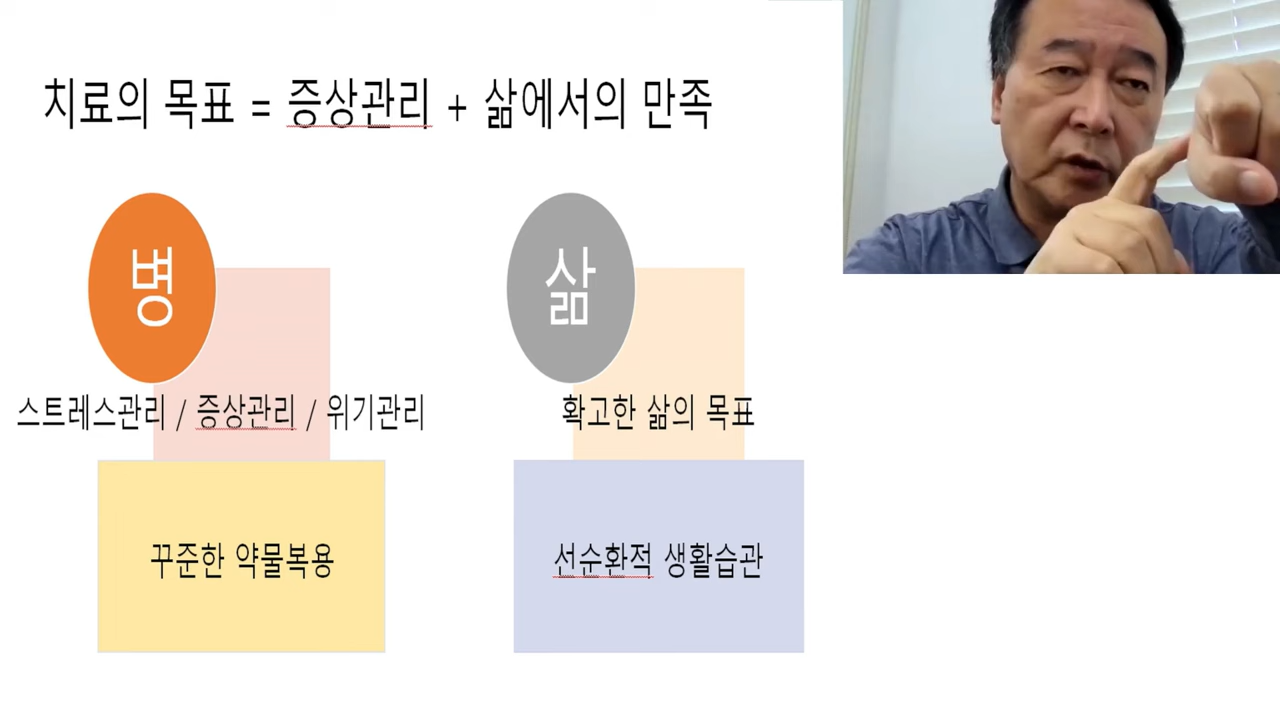 치료의 목표 = 증상관리 + 삶에서의 만족
병
삶
스트레스관리 / 증상관리 / 위기관리
확고한 삶의 목표
꾸준한 약물복용
선순환적 생활습관